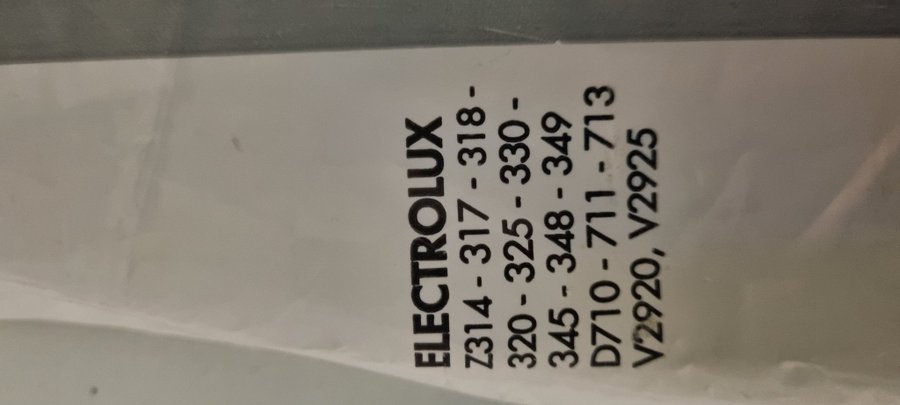 ELECTROLUX
Z314 - 317 - 318 -
320 - 325 - 330 -
345 - 348 - 349
D710 - 711 - 713
V2920, V2925